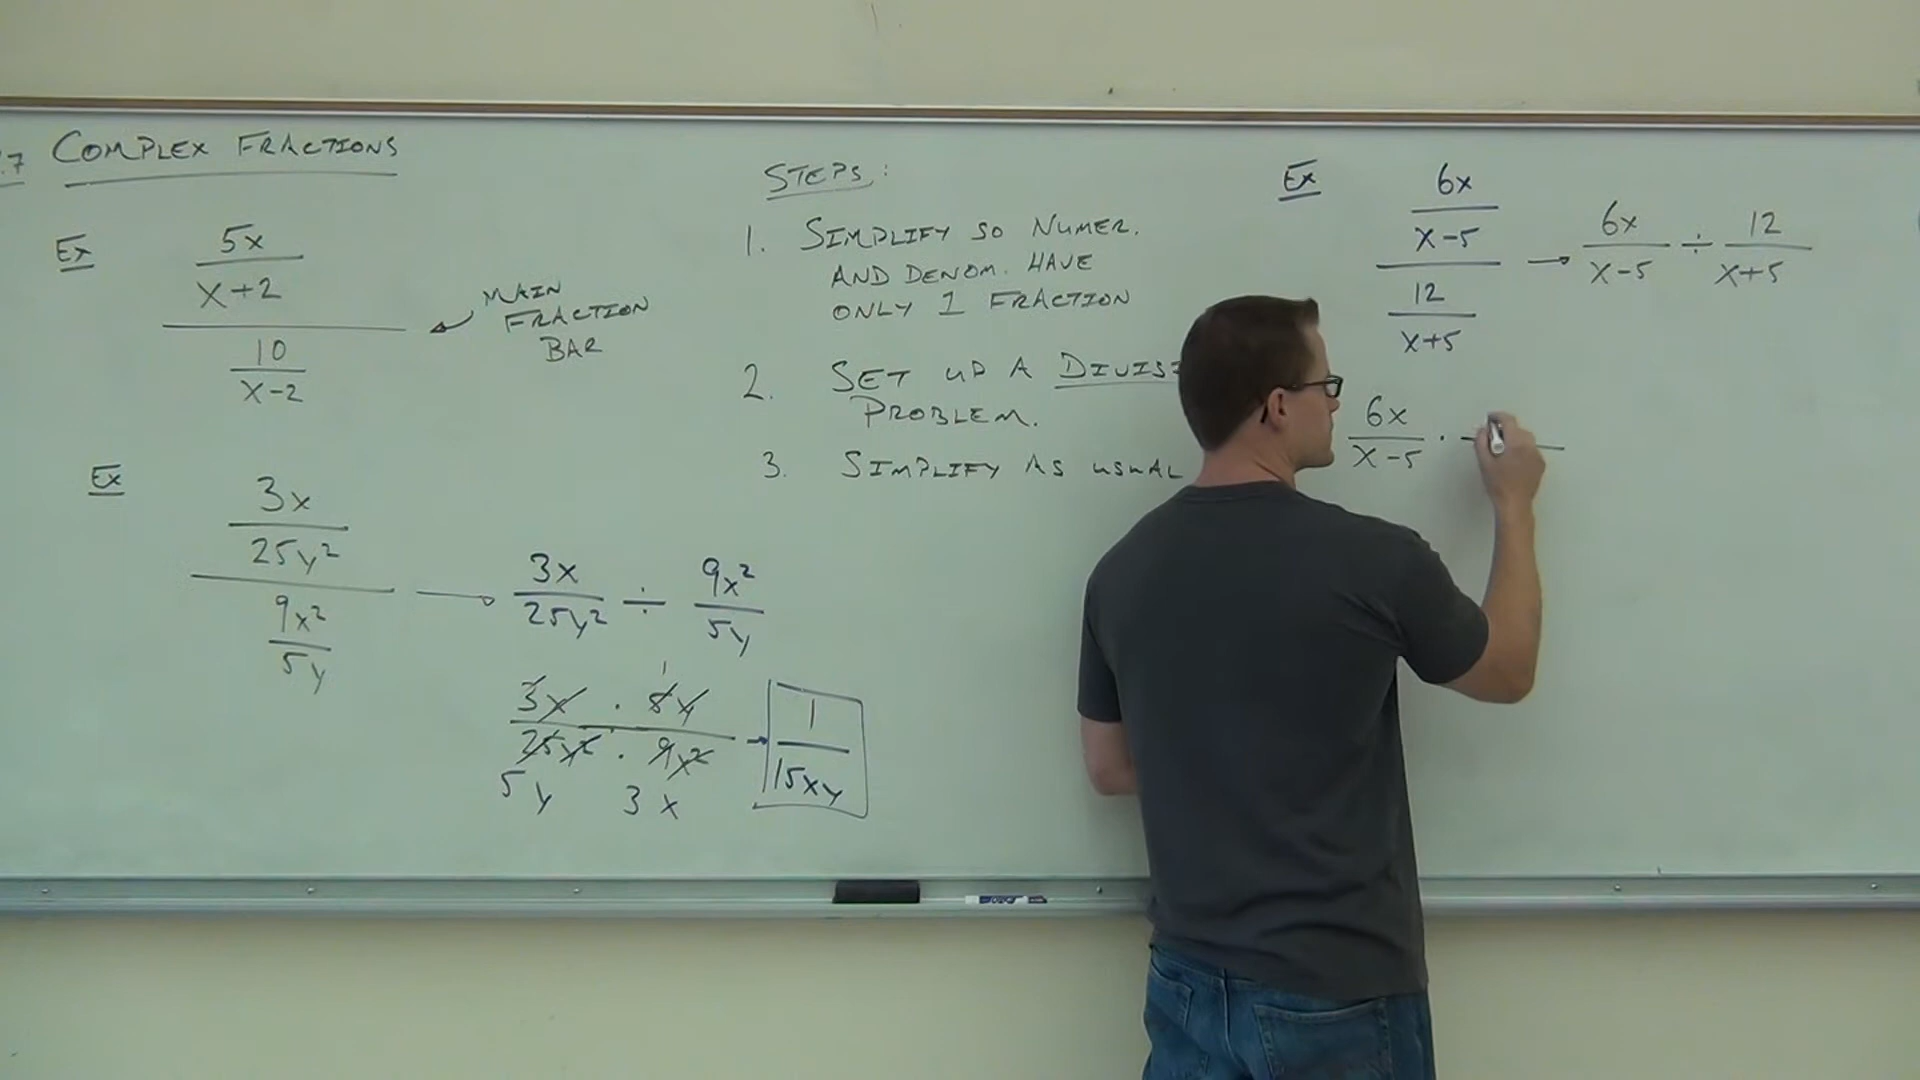 .7 COMPLEX FRACTIONS
Ex
5x
x+2
10
x-2
MAIN
FRACTION
BAR
Ex
3x
25y²
9x²
5y
3x/25y² ÷ 9x²/5y
1
3x · 5y
25y² · 9x²
5y 3x
1
15xy
STEPS:
1. SIMPLIFY SO NUMER.
AND DENOM. HAVE
ONLY 1 FRACTION
2. SET UP A
PROBLEM.
3. SIMPLIFY AS USUAL
Ex
6x
x-5
12
x+5
6x/x-5 ÷ 12/x+5
6x/x-5 ·